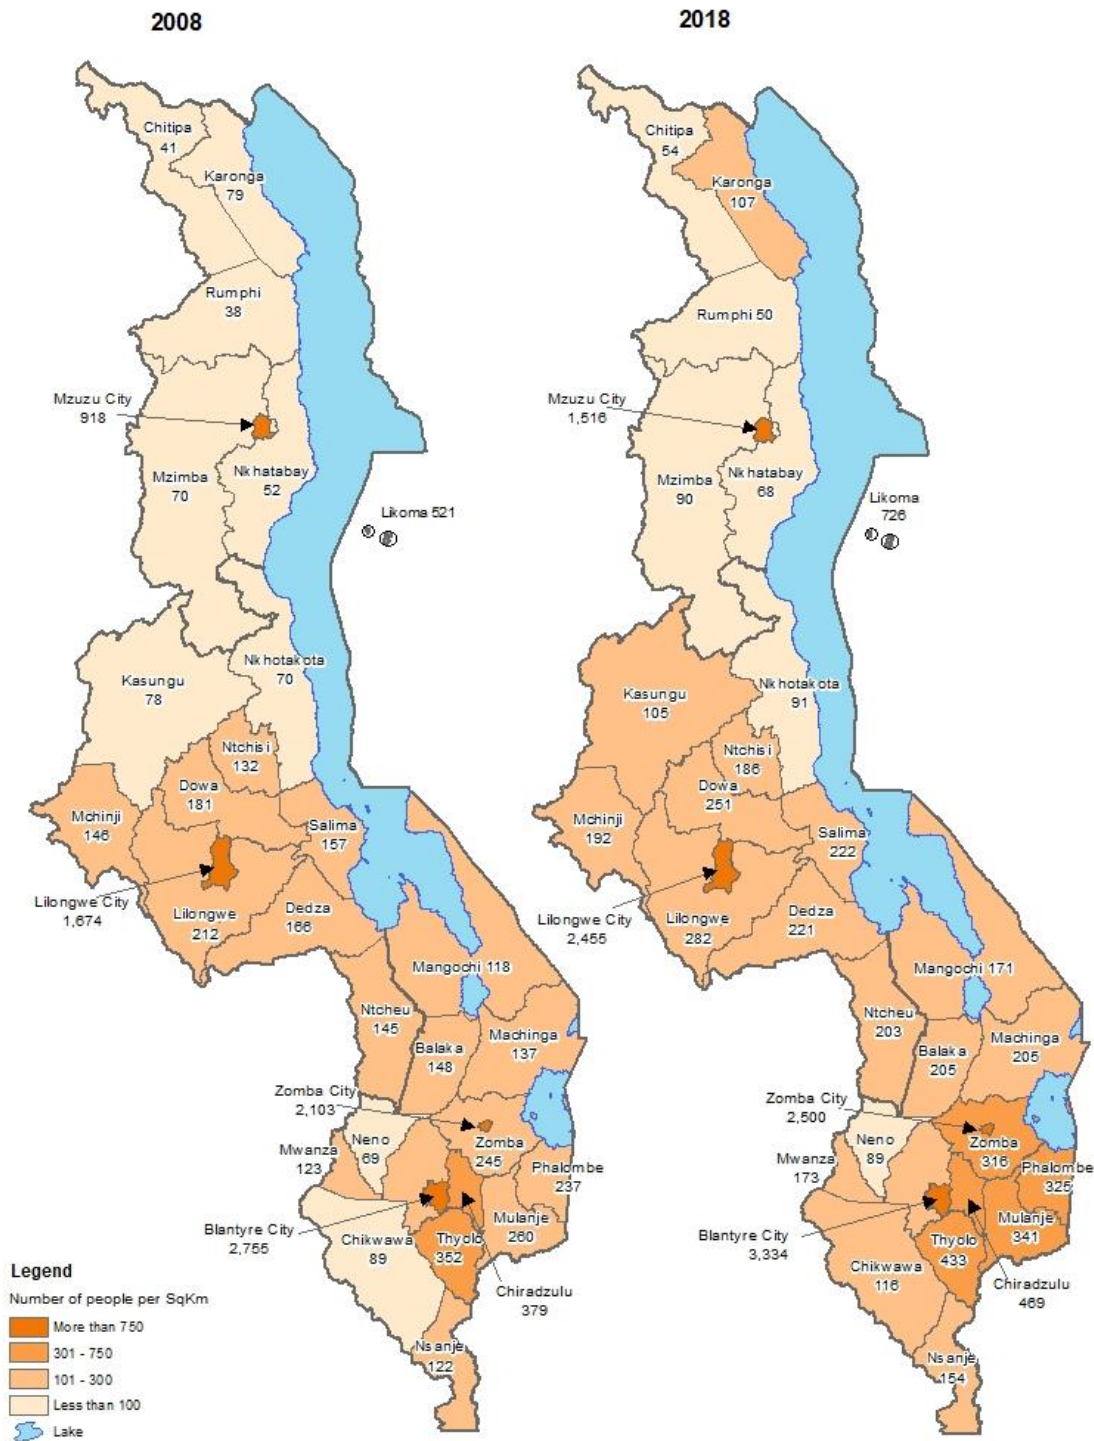 2008
Chitipa
41
Karonga
79
Rumphi
38
Mzuzu City
918
Mzimba
70
Nkhatabay
52
Likoma 521
Kasungu
78
Nkhotakota
70
Ntchisi
132
Dowa
181
Mchinji
146
Salima
157
Lilongwe City
1,674
Lilongwe
212
Dedza
166
Mangochi 118
Ntcheu
145
Balaka
148
Machinga
137
Zomba City
2,103
Neno
69
Zomba
245
Mwanza
123
Phalombe
237
Blantyre City
2,755
Chikwawa
89
Thyolo
352
Mulanje
260
Chiradzulu
379
Nsanje
122
2018
Chitipa
54
Karonga
107
Rumphi 50
Mzuzu City
1,516
Mzimba
90
Nkhatabay
68
Likoma
726
Kasungu
105
Nkhotakota
91
Ntchisi
186
Dowa
251
Mchinji
192
Salima
222
Lilongwe City
2,455
Lilongwe
282
Dedza
221
Mangochi 171
Ntcheu
203
Balaka
205
Machinga
205
Zomba City
2,500
Neno
89
Zomba
316
Mwanza
173
Phalombe
325
Blantyre City
3,334
Chikwawa
116
Thyolo
433
Mulanje
341
Chiradzulu
469
Nsanje
154
Legend
Number of people per SqKm
More than 750
301 - 750
101 - 300
Less than 100
Lake